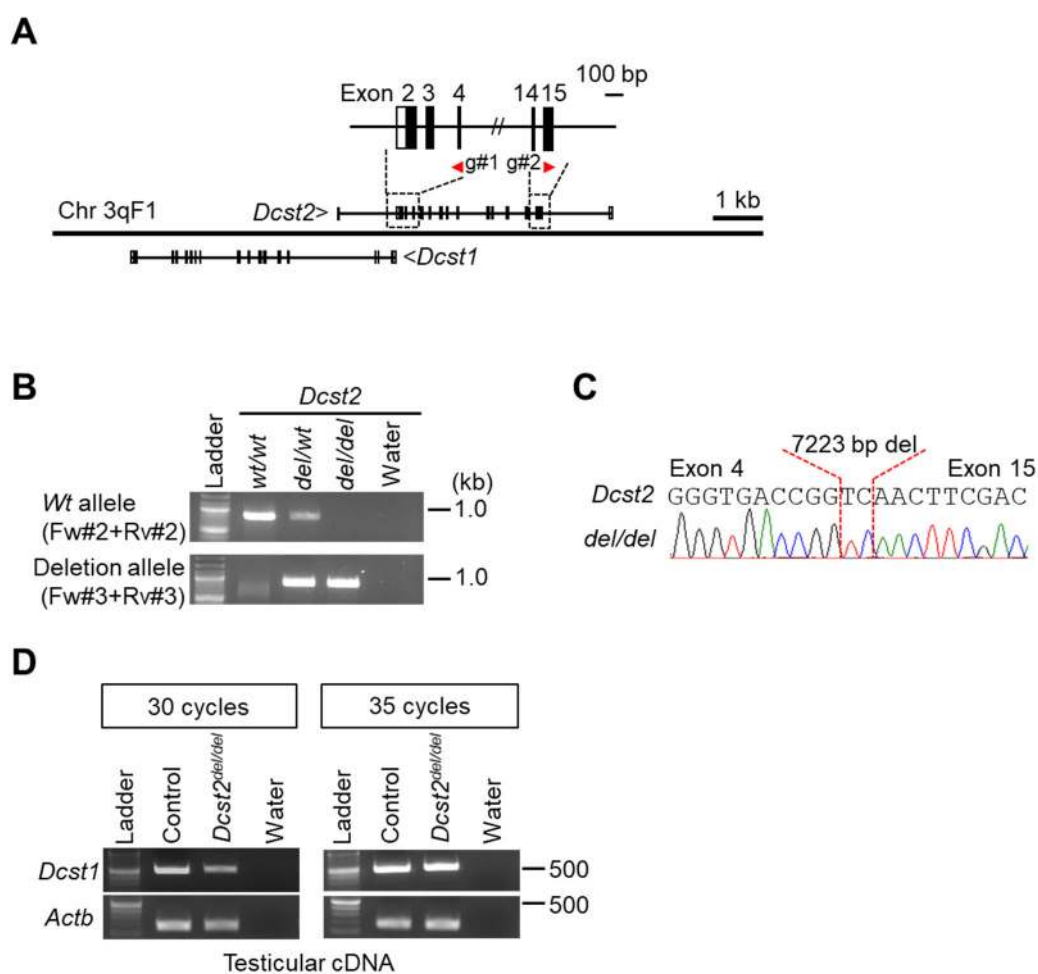 A
100 bp
Exon 2 3 4 14 15
//
g#1 g#2
Chr 3qF1
Dcst2>
1 kb
<Dcst1
B
Dcst2
Ladder
wt/wt
del/wt
del/del
Water
(kb)
Wt allele
(Fw#2+Rv#2)
1.0
Deletion allele
(Fw#3+Rv#3)
1.0
C
7223 bp del
Exon 4 Exon 15
Dcst2 GGGTGACCGGTCAACTTCGAC
del/del
D
30 cycles
35 cycles
Ladder
Control
Dcst2del/del
Water
Ladder
Control
Dcst2del/del
Water
Dcst1
500
Actb
500
Testicular cDNA